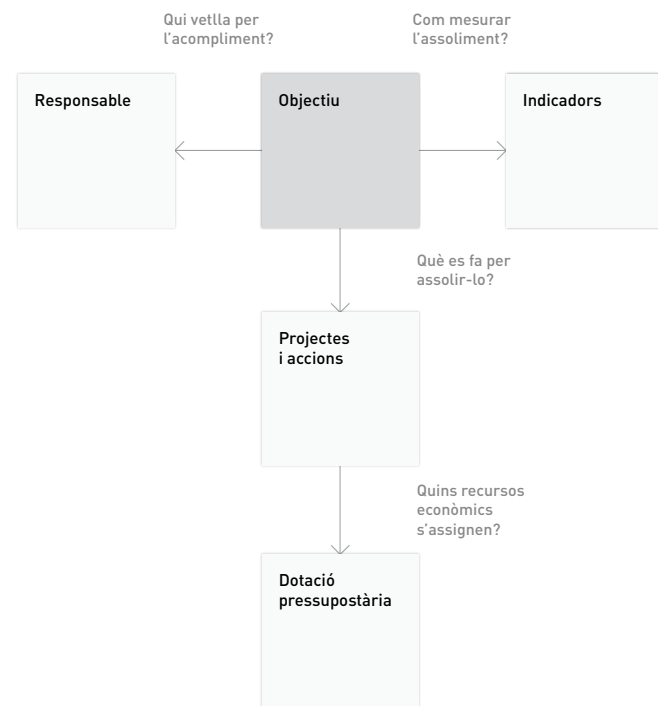 Qui vetlla per
l'acompliment?
Com mesurar
l'assoliment?
Responsable
Objectiu
Indicadors
Què es fa per
assolir-lo?
Projectes
i accions
Quins recursos
econòmics
s'assignen?
Dotació
pressupostària